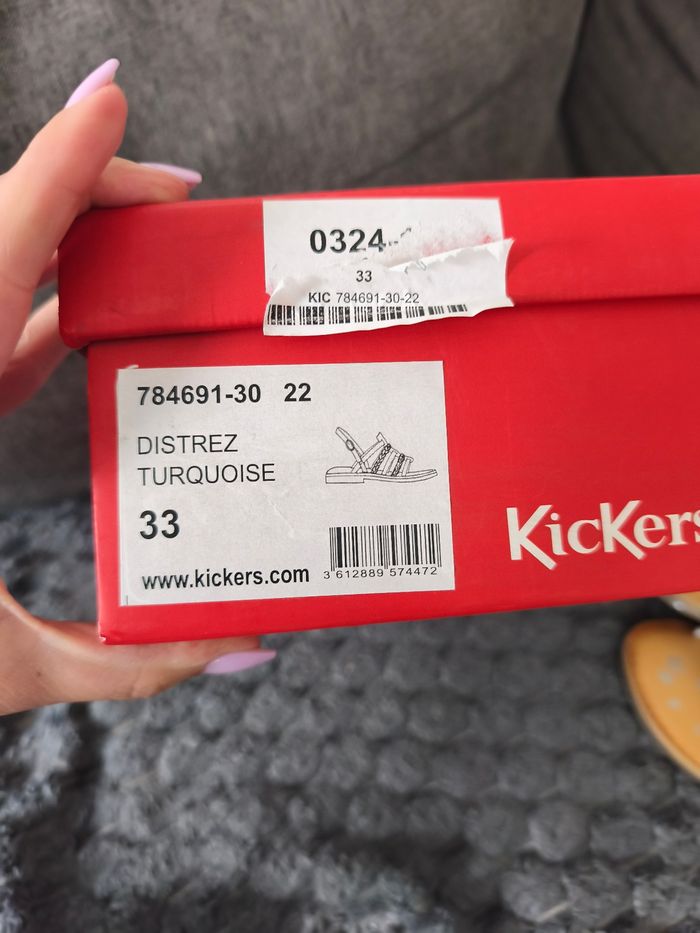 0324-
33
KIC 784691-30-22
784691-30 22
DISTREZ
TURQUOISE
33
www.kickers.com
3 612889 574472
KicKers